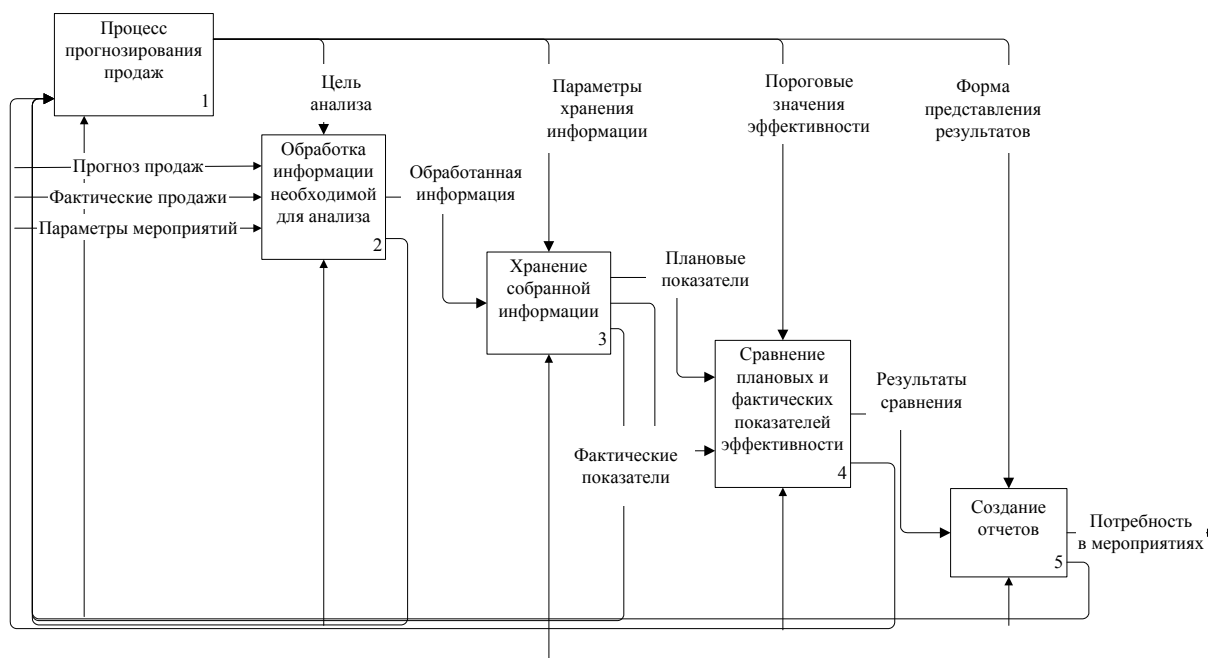 Процесс
прогнозирования
продаж
1
Цель
анализа
Параметры
хранения
информации
Пороговые
значения
эффективности
Форма
представления
результатов
Прогноз продаж
Фактические продажи
Параметры мероприятий
Обработка
информации
необходимой
для анализа
2
Обработанная
информация
Хранение
собранной
информации
3
Плановые
показатели
Фактические
показатели
Сравнение
плановых и
фактических
показателей
эффективности
4
Результаты
сравнения
Создание
отчетов
5
Потребность
в мероприятиях